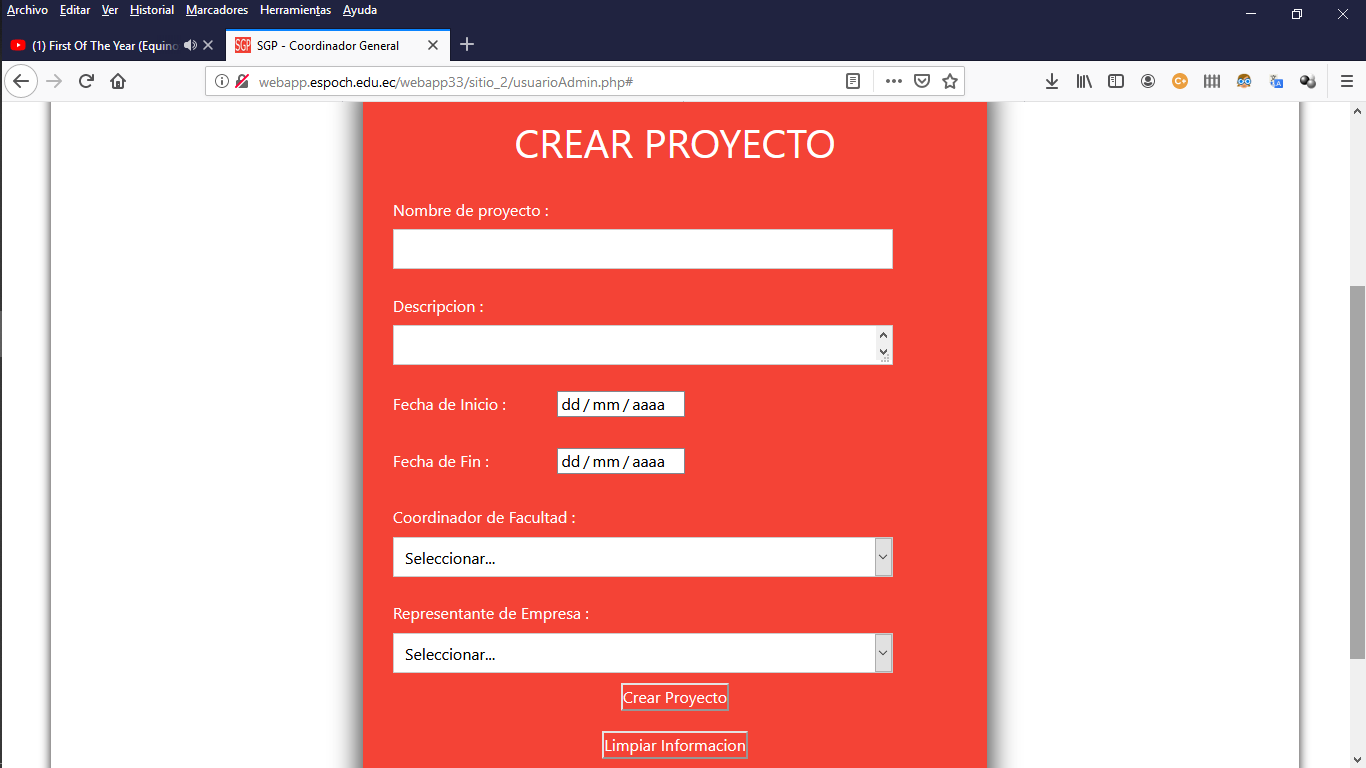 Archivo Editar Ver Historial Marcadores Herramientas Ayuda
(1) First Of The Year (Equino
SGP SGP - Coordinador General
webapp.espoch.edu.ec/webapp33/sitio_2/usuarioAdmin.php#
CREAR PROYECTO
Nombre de proyecto :
Descripcion :
Fecha de Inicio : dd / mm / aaaa
Fecha de Fin : dd / mm / aaaa
Coordinador de Facultad :
Seleccionar...
Representante de Empresa :
Seleccionar...
Crear Proyecto
Limpiar Informacion